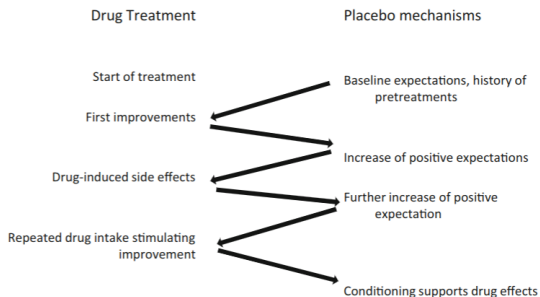 Drug Treatment
Placebo mechanisms
Start of treatment
Baseline expectations, history of
pretreatments
First improvements
Increase of positive expectations
Drug-induced side effects
Further increase of positive
expectation
Repeated drug intake stimulating
improvement
Conditioning supports drug effects